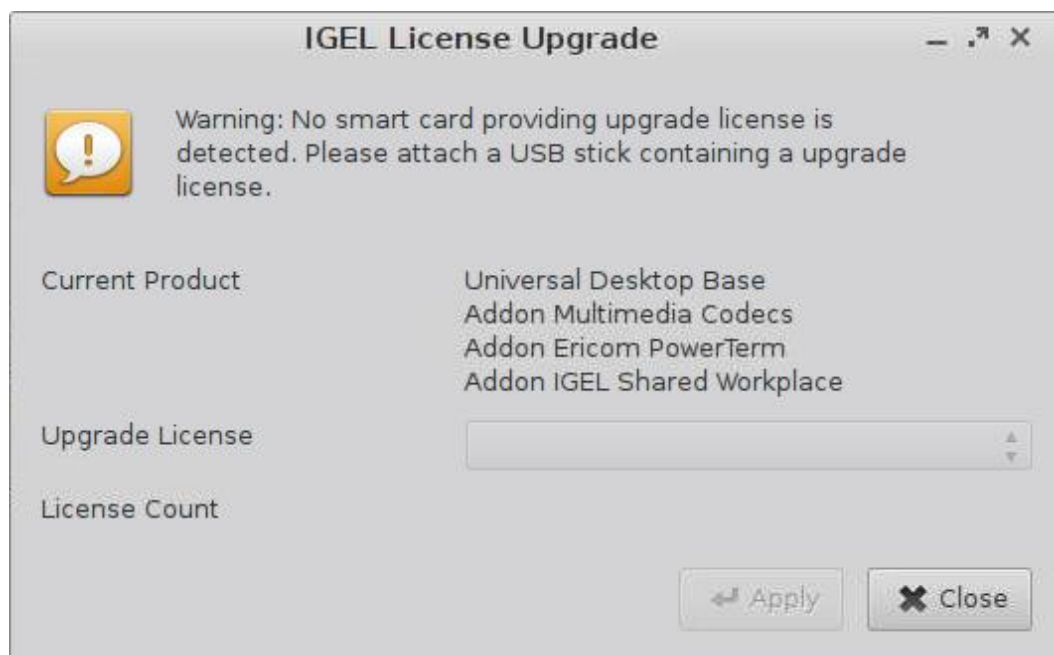 IGEL License Upgrade
Warning: No smart card providing upgrade license is
detected. Please attach a USB stick containing a upgrade
license.
Current Product
Universal Desktop Base
Addon Multimedia Codecs
Addon Ericom PowerTerm
Addon IGEL Shared Workplace
Upgrade License
License Count
Apply
Close